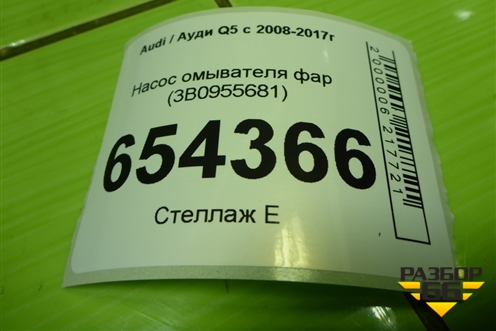 Audi / Ауди Q5 с 2008-2017г
Насос омывателя фар
(3B0955681)
654366
Стеллаж Е
2000006217721
РАЗБОР
66